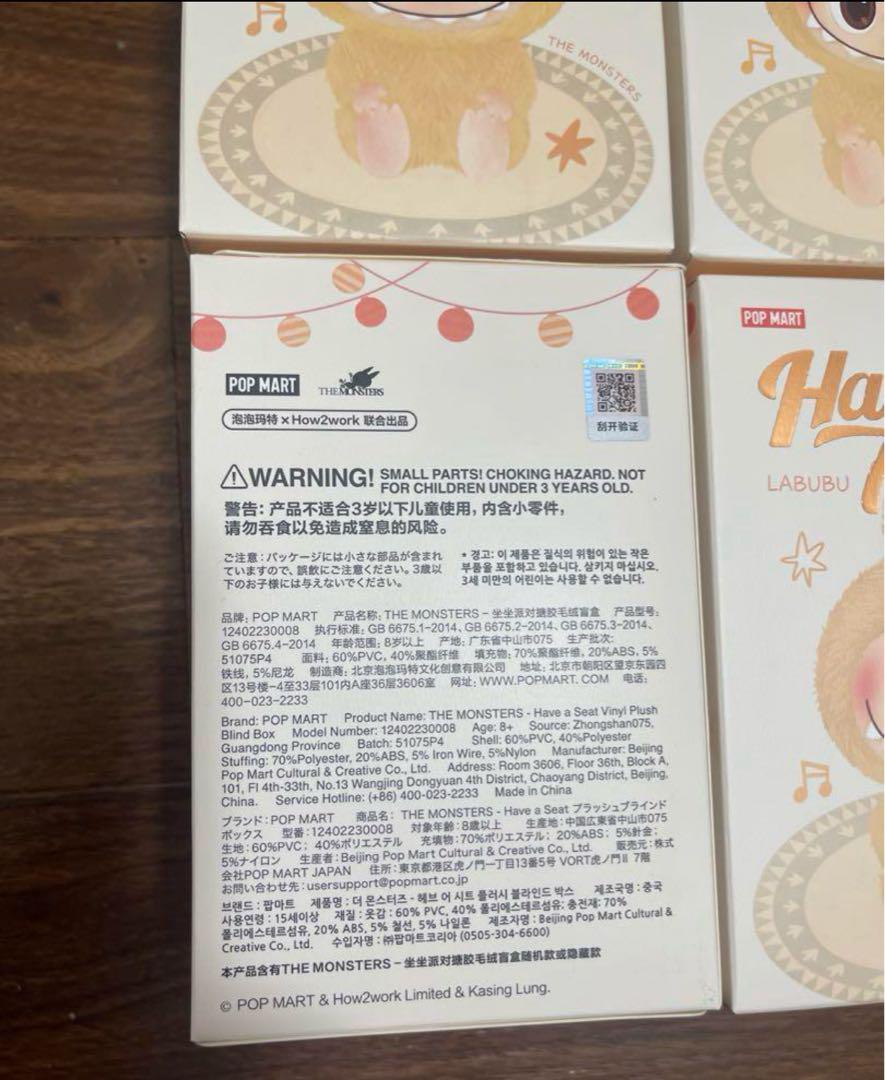 THE MONSTERS
POP MART
THE MONSTERS
泡泡玛特×How2work 联合出品
刮开验证
WARNING! SMALL PARTS! CHOKING HAZARD. NOT
FOR CHILDREN UNDER 3 YEARS OLD.
警告: 产品不适合3岁以下儿童使用, 内含小零件,
请勿吞食以免造成窒息的风险。
ご注意:パッケージには小さな部品が含まれ
ていますので、誤飲にご注意ください。3歳以
下のお子様には与えないでください。
* 경고: 이 제품은 질식의 위험이 있는 작은
부품을 포함하고 있습니다. 삼키지 마십시오.
3세 미만의 어린이는 사용할 수 없습니다.
品牌: POP MART 产品名称: THE MONSTERS – 坐坐派对搪胶毛绒盲盒 产品型号:
12402230008 执行标准: GB 6675.1-2014、GB 6675.2-2014、GB 6675.3-2014、
GB 6675.4-2014 年龄范围: 8岁以上 产地: 广东省中山市075 生产批次:
51075P4 面料: 60%PVC, 40%聚酯纤维 填充物: 70%聚酯纤维, 20%ABS, 5%
铁线, 5%尼龙 制造商: 北京泡泡玛特文化创意有限公司 地址: 北京市朝阳区望京东园四
区13号楼-4至33层101内A座36层3606室 网址: WWW.POPMART.COM 电话:
400-023-2233
Brand: POP MART Product Name: THE MONSTERS - Have a Seat Vinyl Plush
Blind Box Model Number: 12402230008 Age: 8+ Source: Zhongshan075,
Guangdong Province Batch: 51075P4 Shell: 60%PVC, 40%Polyester
Stuffing: 70%Polyester, 20%ABS, 5% Iron Wire, 5%Nylon Manufacturer: Beijing
Pop Mart Cultural & Creative Co., Ltd. Address: Room 3606, Floor 36th, Block A,
101, Fl 4th-33th, No.13 Wangjing Dongyuan 4th District, Chaoyang District, Beijing,
China. Service Hotline: (+86) 400-023-2233 Made in China
ブランド: POP MART 商品名: THE MONSTERS - Have a Seat プラッシュブラインド
ボックス 型番:12402230008 対象年齢:8歳以上 生産地:中国広東省中山市075
生地:60%PVC; 40%ポリエステル 充填物:70%ポリエステル; 20%ABS; 5%針金;
5%ナイロン 生産者: Beijing Pop Mart Cultural & Creative Co., Ltd. 販売元:株式
会社POP MART JAPAN 住所:東京都港区虎ノ門一丁目13番5号 VORT虎ノ門Ⅱ 7階
お問い合わせ先: usersupport@popmart.co.jp
브랜드 : 팝마트 제품명 : 더 몬스터즈 - 헤브 어 시트 플러시 블라인드 박스 제조국명 : 중국
사용연령 : 15세이상 재질 : 옷감 : 60% PVC, 40% 폴리에스테르섬유; 충전재: 70%
폴리에스테르섬유, 20% ABS, 5% 철선, 5% 나일론 제조자명 : Beijing Pop Mart Cultural &
Creative Co., Ltd. 수입자명 : ㈜팝마트코리아 (0505-304-6600)
本产品含有THE MONSTERS – 坐坐派对搪胶毛绒盲盒随机款或隐藏款
© POP MART & How2work Limited & Kasing Lung.
POP MART
Ha
LABUBU